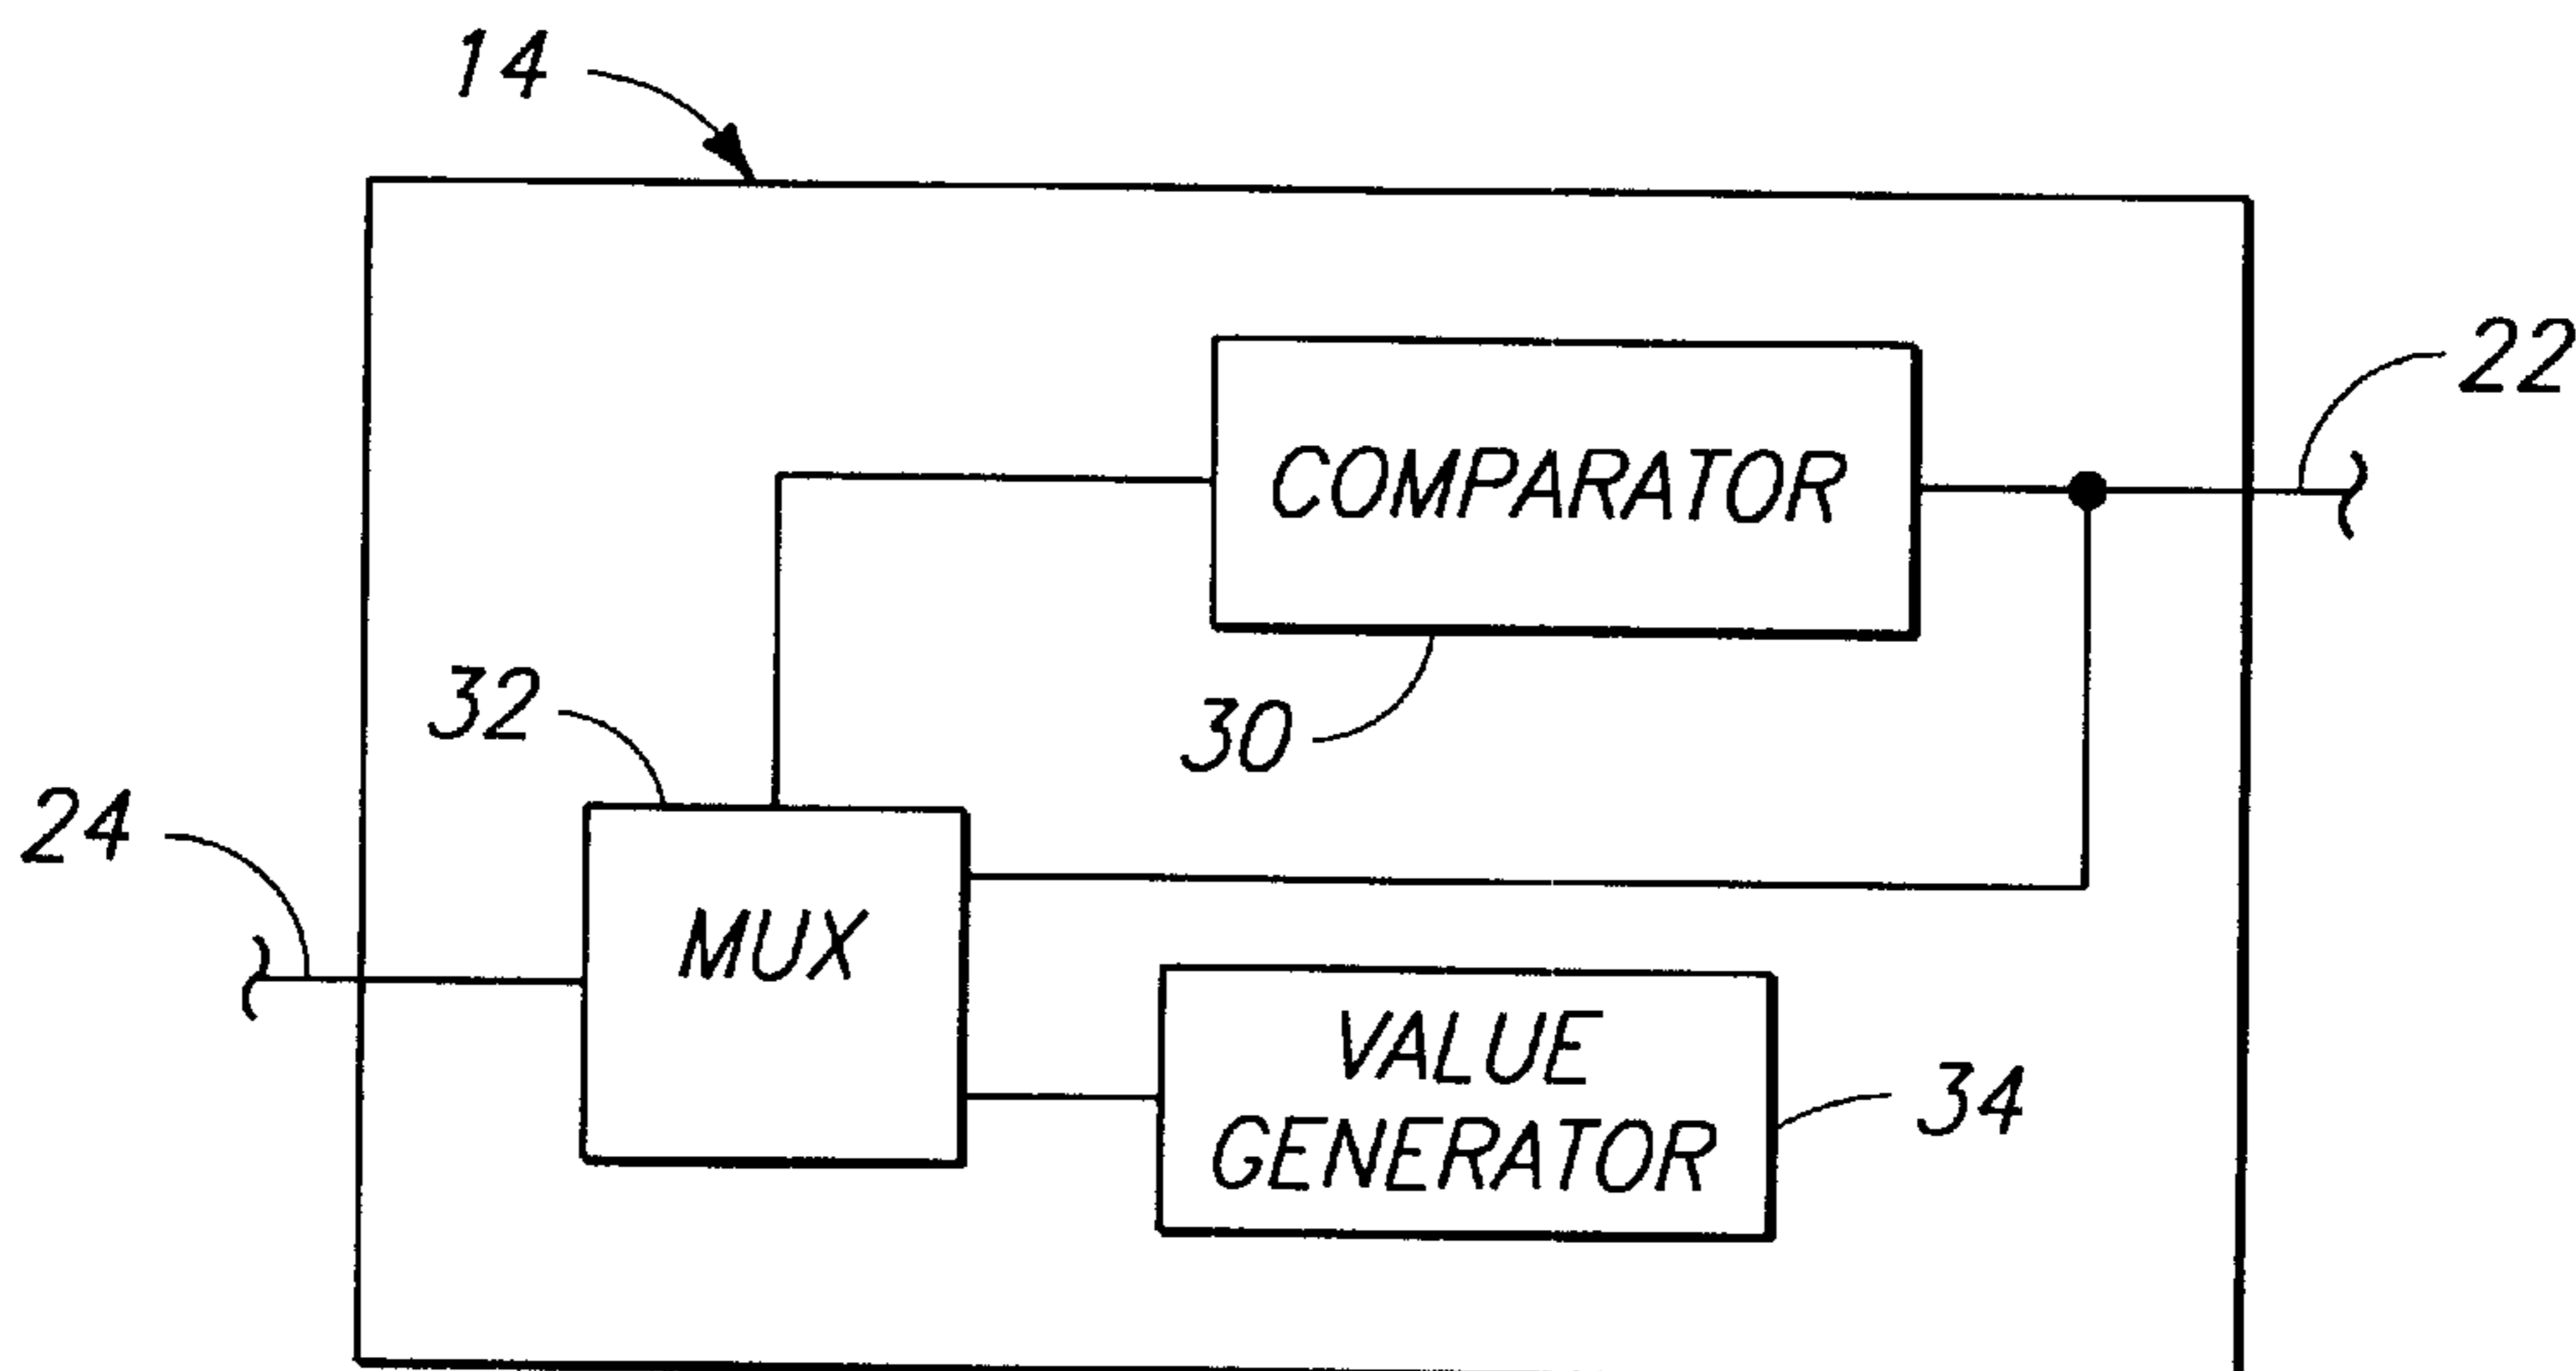 14
22
COMPARATOR
32
30
24
MUX
VALUE
GENERATOR
34